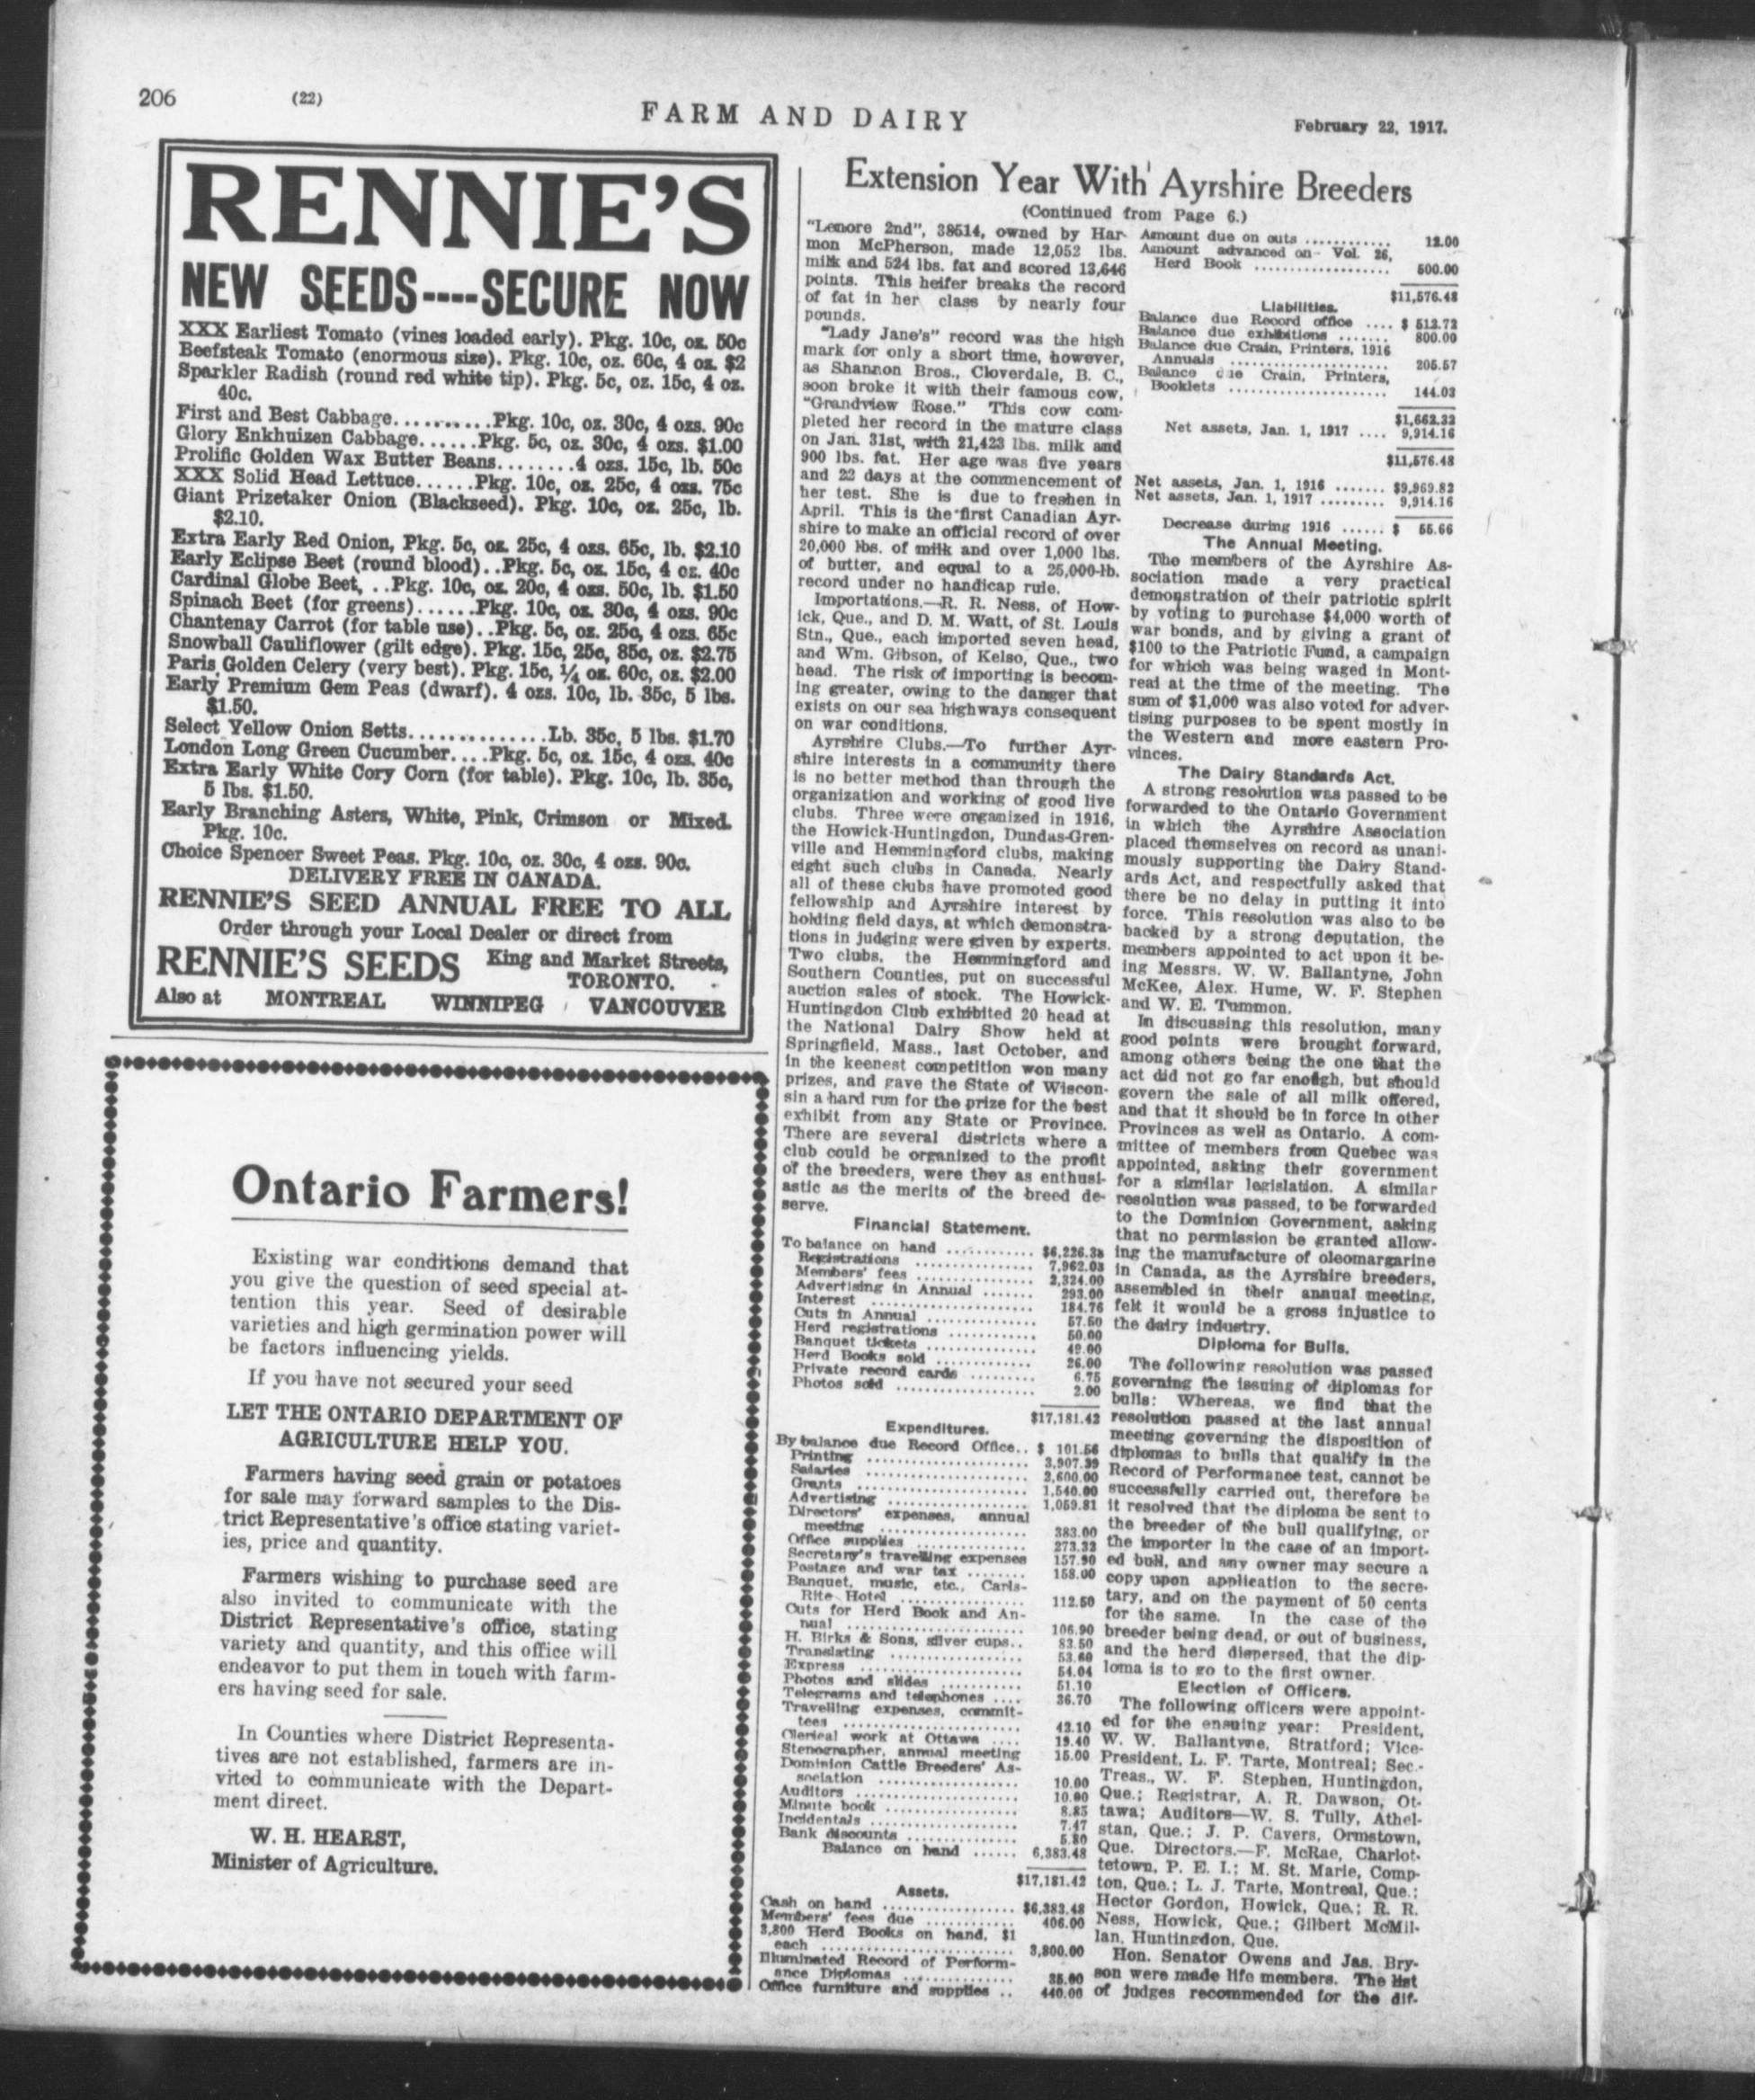 206
(22)
FARM AND DAIRY
February 22, 1917.
RENNIE'S
NEW SEEDS----SECURE NOW
XXX Earliest Tomato (vines loaded early). Pkg. 10c, oz. 50c
Beefsteak Tomato (enormous size). Pkg. 10c, oz. 60c, 4 oz. $2
Sparkler Radish (round red white tip). Pkg. 5c, oz. 15c, 4 oz.
40c.
First and Best Cabbage..........Pkg. 10c, oz. 30c, 4 ozs. 90c
Glory Enkhuizen Cabbage......Pkg. 5c, oz. 30c, 4 ozs. $1.00
Prolific Golden Wax Butter Beans........4 ozs. 15c, lb. 50c
XXX Solid Head Lettuce......Pkg. 10c, oz. 25c, 4 ozs. 75c
Giant Prizetaker Onion (Blackseed). Pkg. 10c, oz. 25c, lb.
$2.10.
Extra Early Red Onion, Pkg. 5c, oz. 25c, 4 ozs. 65c, lb. $2.10
Early Eclipse Beet (round blood)..Pkg. 5c, oz. 15c, 4 oz. 40c
Cardinal Globe Beet, ..Pkg. 10c, oz. 20c, 4 ozs. 50c, lb. $1.50
Spinach Beet (for greens)......Pkg. 10c, oz. 30c, 4 ozs. 90c
Chantenay Carrot (for table use)..Pkg. 5c, oz. 25c, 4 ozs. 65c
Snowball Cauliflower (gilt edge). Pkg. 15c, 25c, 85c, oz. $2.75
Paris Golden Celery (very best). Pkg. 15c, ¼ oz. 60c, oz. $2.00
Early Premium Gem Peas (dwarf). 4 ozs. 10c, lb. 35c, 5 lbs.
$1.50.
Select Yellow Onion Setts..............Lb. 35c, 5 lbs. $1.70
London Long Green Cucumber....Pkg. 5c, oz. 15c, 4 ozs. 40c
Extra Early White Cory Corn (for table). Pkg. 10c, lb. 35c,
5 lbs. $1.50.
Early Branching Asters, White, Pink, Crimson or Mixed.
Pkg. 10c.
Choice Spencer Sweet Peas. Pkg. 10c, oz. 30c, 4 ozs. 90c.
DELIVERY FREE IN CANADA.
RENNIE'S SEED ANNUAL FREE TO ALL
Order through your Local Dealer or direct from
RENNIE'S SEEDS King and Market Streets,
TORONTO.
Also at MONTREAL WINNIPEG VANCOUVER
Ontario Farmers!
Existing war conditions demand that
you give the question of seed special at-
tention this year. Seed of desirable
varieties and high germination power will
be factors influencing yields.
If you have not secured your seed
LET THE ONTARIO DEPARTMENT OF
AGRICULTURE HELP YOU.
Farmers having seed grain or potatoes
for sale may forward samples to the Dis-
trict Representative's office stating variet-
ies, price and quantity.
Farmers wishing to purchase seed are
also invited to communicate with the
District Representative's office, stating
variety and quantity, and this office will
endeavor to put them in touch with farm-
ers having seed for sale.
In Counties where District Representa-
tives are not established, farmers are in-
vited to communicate with the Depart-
ment direct.
W. H. HEARST,
Minister of Agriculture.
Extension Year With Ayrshire Breeders
(Continued from Page 6.)
"Lenore 2nd", 38514, owned by Har-
mon McPherson, made 12,052 lbs.
milk and 524 lbs. fat and scored 13,646
points. This heifer breaks the record
of fat in her class by nearly four
pounds.
"Lady Jane's" record was the high
mark for only a short time, however,
as Shannon Bros., Cloverdale, B. C.,
soon broke it with their famous cow,
"Grandview Rose." This cow com-
pleted her record in the mature class
on Jan. 31st, with 21,423 lbs. milk and
900 lbs. fat. Her age was five years
and 22 days at the commencement of
her test. She is due to freshen in
April. This is the first Canadian Ayr-
shire to make an official record of over
20,000 lbs. of milk and over 1,000 lbs.
of butter, and equal to a 25,000-lb.
record under no handicap rule.
Importations.—R. R. Ness, of How-
ick, Que., and D. M. Watt, of St. Louis
Stn., Que., each imported seven head,
and Wm. Gibson, of Kelso, Que., two
head. The risk of importing is becom-
ing greater, owing to the danger that
exists on our sea highways consequent
on war conditions.
Ayrshire Clubs.—To further Ayr-
shire interests in a community there
is no better method than through the
organization and working of good live
clubs. Three were organized in 1916,
the Howick-Huntingdon, Dundas-Gren-
ville and Hemmingford clubs, making
eight such clubs in Canada. Nearly
all of these clubs have promoted good
fellowship and Ayrshire interest by
holding field days, at which demonstra-
tions in judging were given by experts.
Two clubs, the Hemmingford and
Southern Counties, put on successful
auction sales of stock. The Howick-
Huntingdon Club exhibited 20 head at
the National Dairy Show held at
Springfield, Mass., last October, and
in the keenest competition won many
prizes, and gave the State of Wiscon-
sin a hard run for the prize for the best
exhibit from any State or Province.
There are several districts where a
club could be organized to the profit
of the breeders, were they as enthusi-
astic as the merits of the breed de-
serve.
Financial Statement.
To balance on hand ........... $6,226.38
Registrations ................ 7,962.03
Members' fees ................ 2,324.00
Advertising in Annual ....... 293.00
Interest ...................... 184.76
Cuts in Annual ............... 57.50
Herd registrations ............ 50.00
Banquet tickets ............... 49.00
Herd Books sold ............. 26.00
Private record cards ......... 6.75
Photos sold ................... 2.00
$17,181.42
Expenditures.
By balance due Record Office.. $ 101.56
Printing ...................... 3,907.39
Salaries ...................... 2,600.00
Grants ........................ 1,540.00
Advertising ................... 1,059.81
Directors' expenses, annual
meeting .................... 383.00
Office supplies ............... 273.32
Secretary's travelling expenses 157.90
Postage and war tax ........ 158.00
Banquet, music, etc., Carls-
Rite Hotel ................. 112.50
Cuts for Herd Book and An-
nual ........................ 106.90
H. Birks & Sons, silver cups.. 83.50
Translating .................. 53.60
Express ...................... 54.04
Photos and slides ........... 51.10
Telegrams and telephones .... 36.70
Travelling expenses, commit-
tees ........................ 42.10
Clerical work at Ottawa .... 19.40
Stenographer, annual meeting 15.00
Dominion Cattle Breeders' As-
sociation ................... 10.00
Auditors ...................... 10.00
Minute book .................. 8.85
Incidentals .................... 7.47
Bank discounts ............... 5.80
Balance on hand ...... 6,383.48
$17,181.42
Assets.
Cash on hand .................. $6,383.48
Members' fees due ............ 406.00
3,800 Herd Books on hand, $1
each .......................... 3,800.00
Illuminated Record of Perform-
ance Diplomas ............... 35.00
Office furniture and supplies .. 440.00
Amount due on cuts ............ 12.00
Amount advanced on Vol. 26,
Herd Book ................... 500.00
$11,576.48
Liabilities.
Balance due Record office .... $ 512.72
Balance due exhibitions ....... 800.00
Balance due Crain, Printers, 1916
Annuals ...................... 205.57
Balance due Crain, Printers,
Booklets ...................... 144.03
$1,662.32
Net assets, Jan. 1, 1917 .... 9,914.16
$11,576.48
Net assets, Jan. 1, 1916 ....... $9,969.82
Net assets, Jan. 1, 1917 ......... 9,914.16
Decrease during 1916 ...... $ 55.66
The Annual Meeting.
The members of the Ayrshire As-
sociation made a very practical
demonstration of their patriotic spirit
by voting to purchase $4,000 worth of
war bonds, and by giving a grant of
$100 to the Patriotic Fund, a campaign
for which was being waged in Mont-
real at the time of the meeting. The
sum of $1,000 was also voted for adver-
tising purposes to be spent mostly in
the Western and more eastern Pro-
vinces.
The Dairy Standards Act.
A strong resolution was passed to be
forwarded to the Ontario Government
in which the Ayrshire Association
placed themselves on record as unani-
mously supporting the Dairy Stand-
ards Act, and respectfully asked that
there be no delay in putting it into
force. This resolution was also to be
backed by a strong deputation, the
members appointed to act upon it be-
ing Messrs. W. W. Ballantyne, John
McKee, Alex. Hume, W. F. Stephen
and W. E. Tummon.
In discussing this resolution, many
good points were brought forward,
among others being the one that the
act did not go far enough, but should
govern the sale of all milk offered,
and that it should be in force in other
Provinces as well as Ontario. A com-
mittee of members from Quebec was
appointed, asking their government
for a similar legislation. A similar
resolution was passed, to be forwarded
to the Dominion Government, asking
that no permission be granted allow-
ing the manufacture of oleomargarine
in Canada, as the Ayrshire breeders,
assembled in their annual meeting,
felt it would be a gross injustice to
the dairy industry.
Diploma for Bulls.
The following resolution was passed
governing the issuing of diplomas for
bulls: Whereas, we find that the
resolution passed at the last annual
meeting governing the disposition of
diplomas to bulls that qualify in the
Record of Performance test, cannot be
successfully carried out, therefore be
it resolved that the diploma be sent to
the breeder of the bull qualifying, or
the importer in the case of an import-
ed bull, and any owner may secure a
copy upon application to the secre-
tary, and on the payment of 50 cents
for the same. In the case of the
breeder being dead, or out of business,
and the herd dispersed, that the dip-
loma is to go to the first owner.
Election of Officers.
The following officers were appoint-
ed for the ensuing year: President,
W. W. Ballantyne, Stratford; Vice-
President, L. F. Tarte, Montreal; Sec.-
Treas., W. F. Stephen, Huntingdon,
Que.; Registrar, A. R. Dawson, Ot-
tawa; Auditors—W. S. Tully, Athel-
stan, Que.; J. P. Cavers, Ormstown,
Que. Directors.—F. McRae, Charlot-
tetown, P. E. I.; M. St. Marie, Comp-
ton, Que.; L. J. Tarte, Montreal, Que.;
Hector Gordon, Howick, Que.; R. R.
Ness, Howick, Que.; Gilbert McMil-
lan, Huntingdon, Que.
Hon. Senator Owens and Jas. Bry-
son were made life members. The list
of judges recommended for the dif-